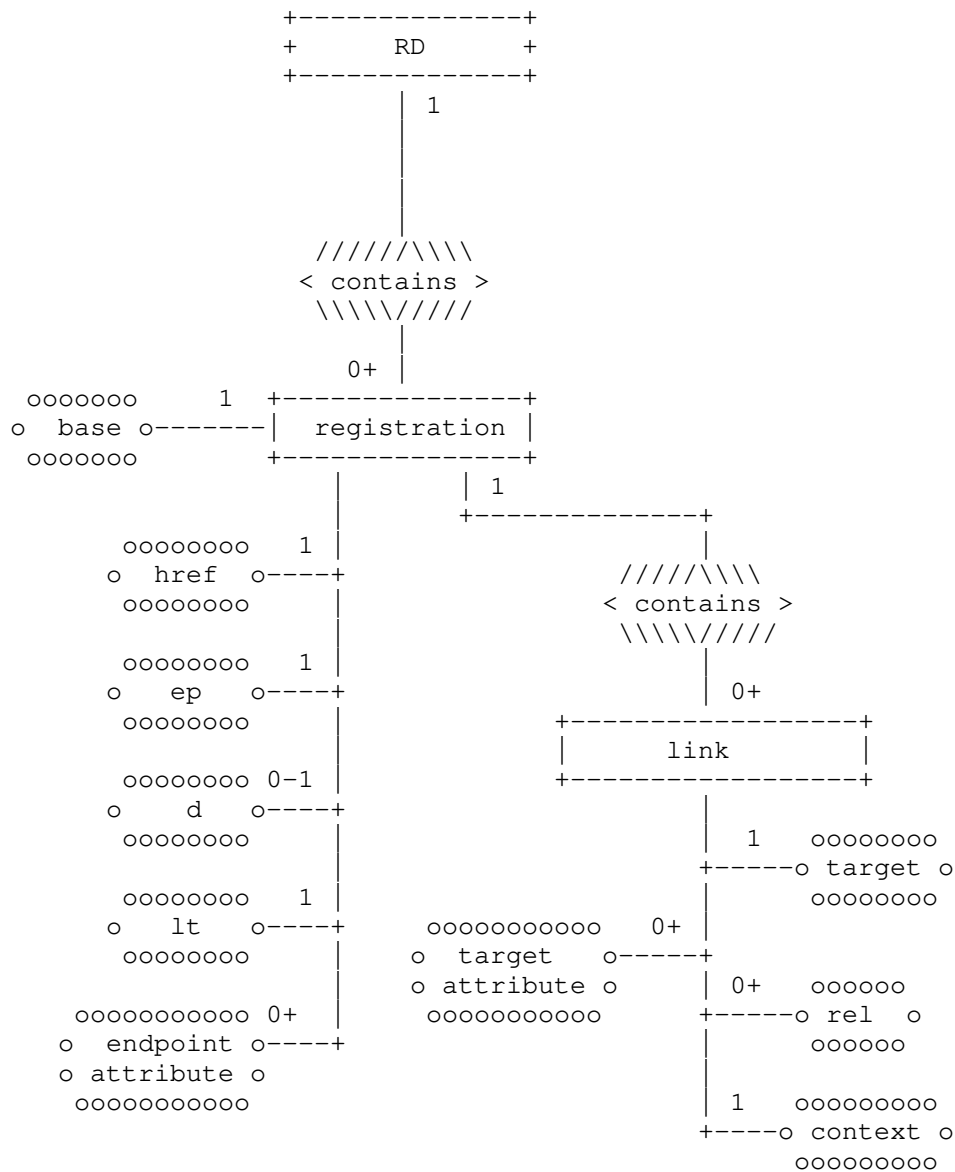 RD
1
contains
0+
1
base
registration
1
1
href
contains
1
ep
0+
link
0-1
d
1
target
1
lt
0+
target
attribute
0+
rel
0+
endpoint
attribute
1
context